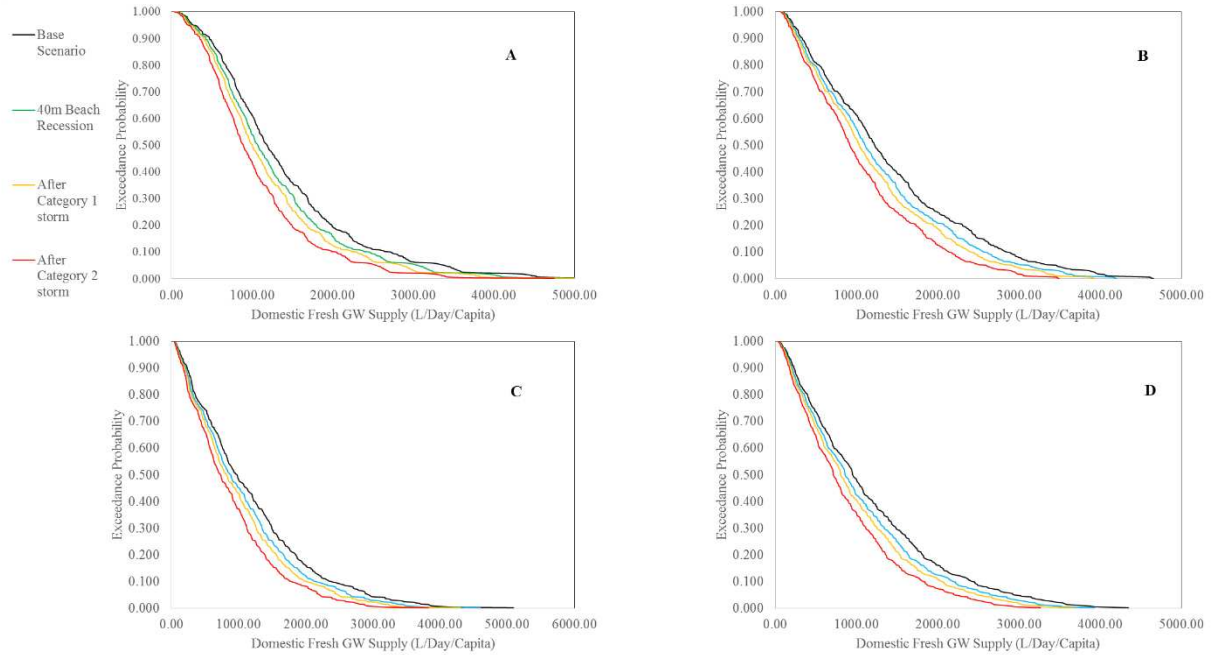 Base
Scenario
40m Beach
Recession
After
Category 1
storm
After
Category 2
storm
1.000
0.900
0.800
0.700
0.600
0.500
0.400
0.300
0.200
0.100
0.000
Exceedance Probability
A
0.00 1000.00 2000.00 3000.00 4000.00 5000.00
Domestic Fresh GW Supply (L/Day/Capita)
1.000
0.900
0.800
0.700
0.600
0.500
0.400
0.300
0.200
0.100
0.000
Exceedance Probability
B
0.00 1000.00 2000.00 3000.00 4000.00 5000.00
Domestic Fresh GW Supply (L/Day/Capita)
1.000
0.900
0.800
0.700
0.600
0.500
0.400
0.300
0.200
0.100
0.000
Exceedance Probability
C
0.00 1000.00 2000.00 3000.00 4000.00 5000.00 6000.00
Domestic Fresh GW Supply (L/Day/Capita)
1.000
0.900
0.800
0.700
0.600
0.500
0.400
0.300
0.200
0.100
0.000
Exceedance Probability
D
0.00 1000.00 2000.00 3000.00 4000.00 5000.00
Domestic Fresh GW Supply (L/Day/Capita)